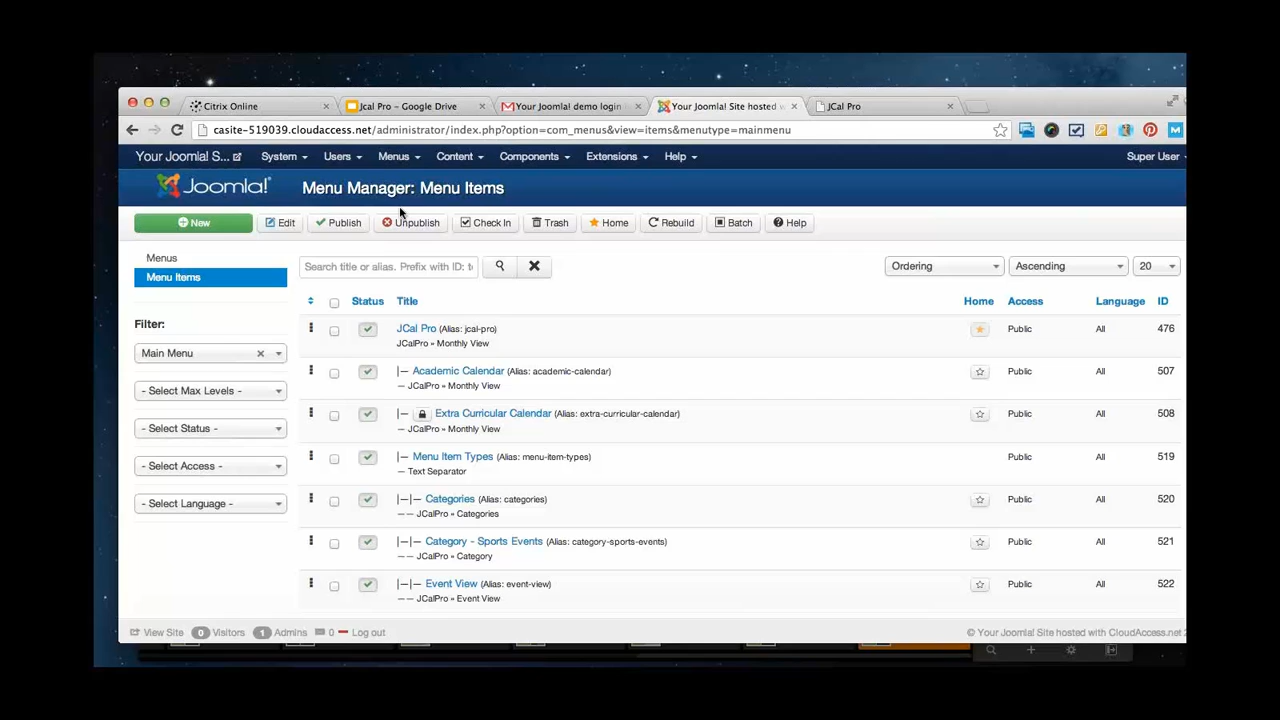 Citrix Online
Jcal Pro – Google Drive
Your Joomla! demo login
Your Joomla! Site hosted w
JCal Pro
casite-519039.cloudaccess.net/administrator/index.php?option=com_menus&view=items&menutype=mainmenu
Your Joomla! S... System Users Menus Content Components Extensions Help Super User
Joomla! Menu Manager: Menu Items
New Edit Publish Unpublish Check In Trash Home Rebuild Batch Help
Menus
Menu Items
Search title or alias. Prefix with ID: t
Ordering Ascending 20
Filter:
Main Menu
- Select Max Levels -
- Select Status -
- Select Access -
- Select Language -
Status Title Home Access Language ID
JCal Pro (Alias: jcal-pro) Public All 476
JCalPro » Monthly View
|— Academic Calendar (Alias: academic-calendar) Public All 507
— JCalPro » Monthly View
|— Extra Curricular Calendar (Alias: extra-curricular-calendar) Public All 508
— JCalPro » Monthly View
|— Menu Item Types (Alias: menu-item-types) Public All 519
— Text Separator
|—|— Categories (Alias: categories) Public All 520
—— JCalPro » Categories
|—|— Category - Sports Events (Alias: category-sports-events) Public All 521
—— JCalPro » Category
|—|— Event View (Alias: event-view) Public All 522
—— JCalPro » Event View
View Site 0 Visitors 1 Admins 0 Log out © Your Joomla! Site hosted with CloudAccess.net 2